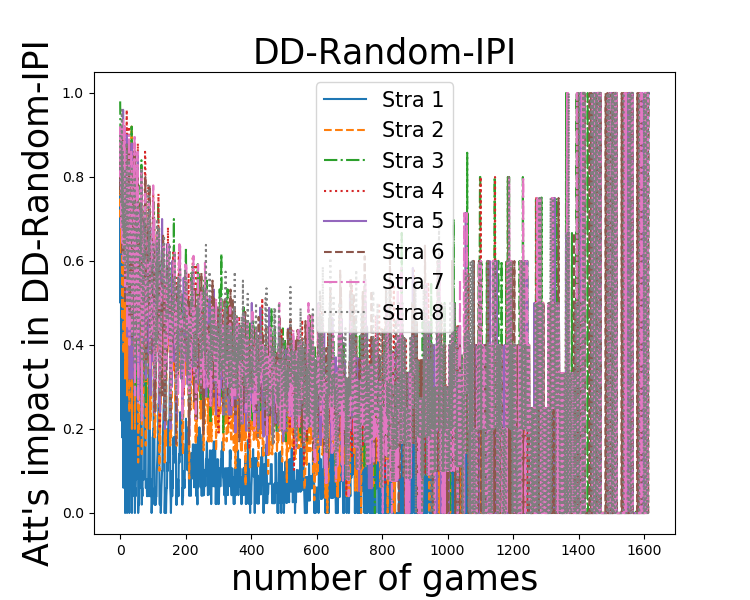 DD-Random-IPI
Att's impact in DD-Random-IPI
1.0
0.8
0.6
0.4
0.2
0.0
Stra 1
Stra 2
Stra 3
Stra 4
Stra 5
Stra 6
Stra 7
Stra 8
0 200 400 600 800 1000 1200 1400 1600
number of games